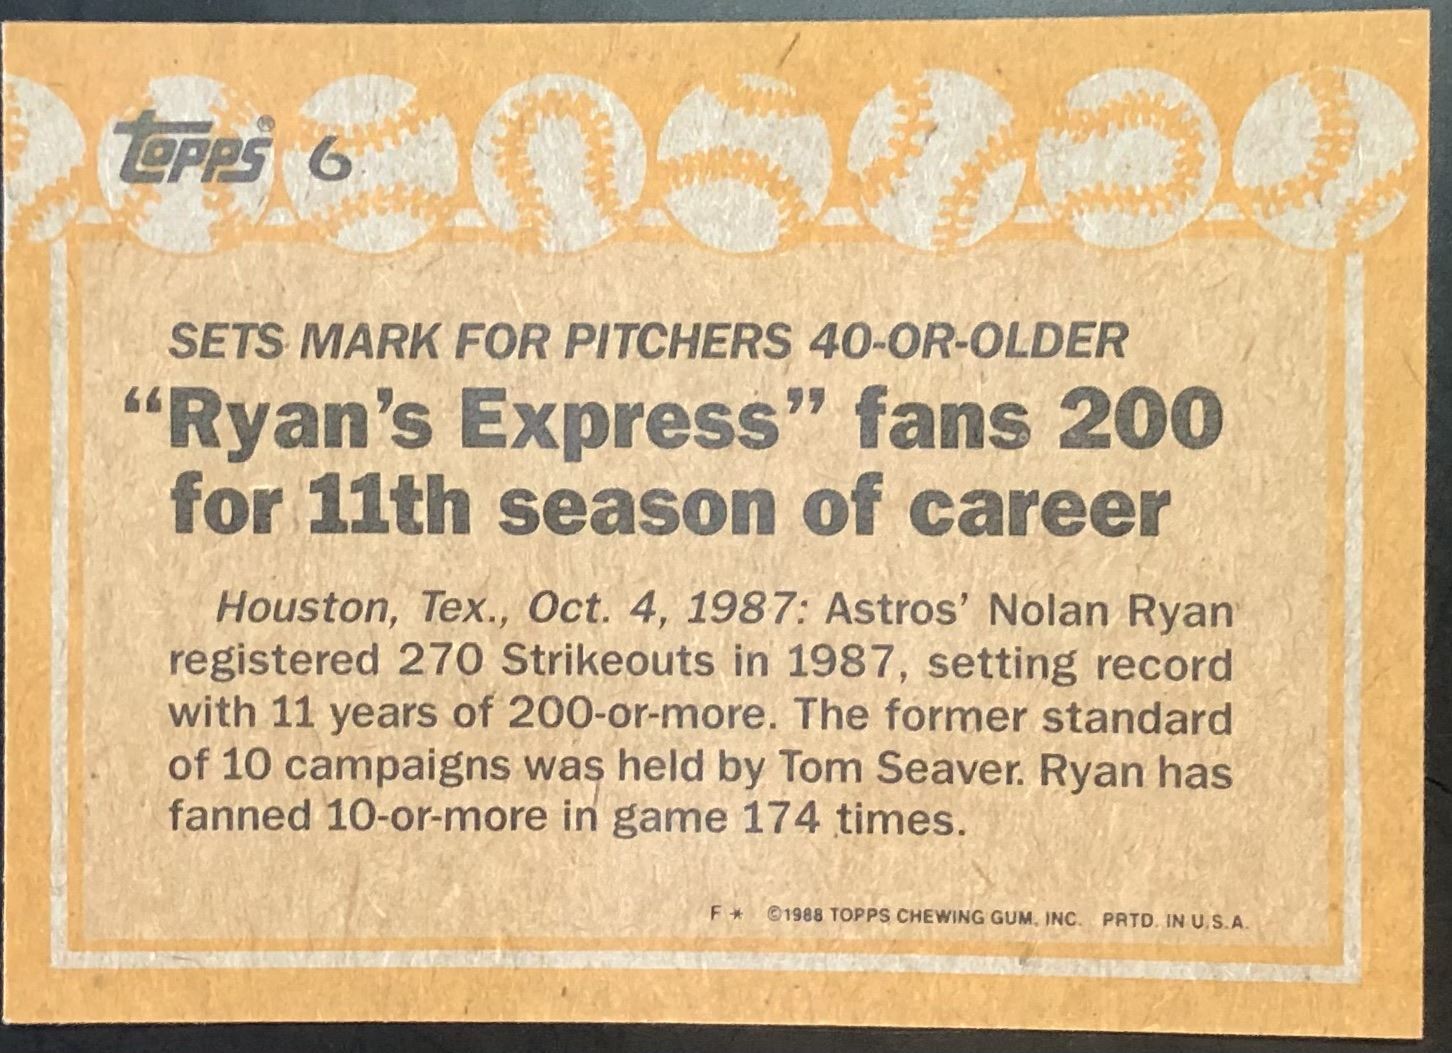 Topps® 6
SETS MARK FOR PITCHERS 40-OR-OLDER
“Ryan’s Express” fans 200
for 11th season of career
Houston, Tex., Oct. 4, 1987: Astros’ Nolan Ryan
registered 270 Strikeouts in 1987, setting record
with 11 years of 200-or-more. The former standard
of 10 campaigns was held by Tom Seaver. Ryan has
fanned 10-or-more in game 174 times.
F * ©1988 TOPPS CHEWING GUM, INC. PRTD. IN U.S.A.